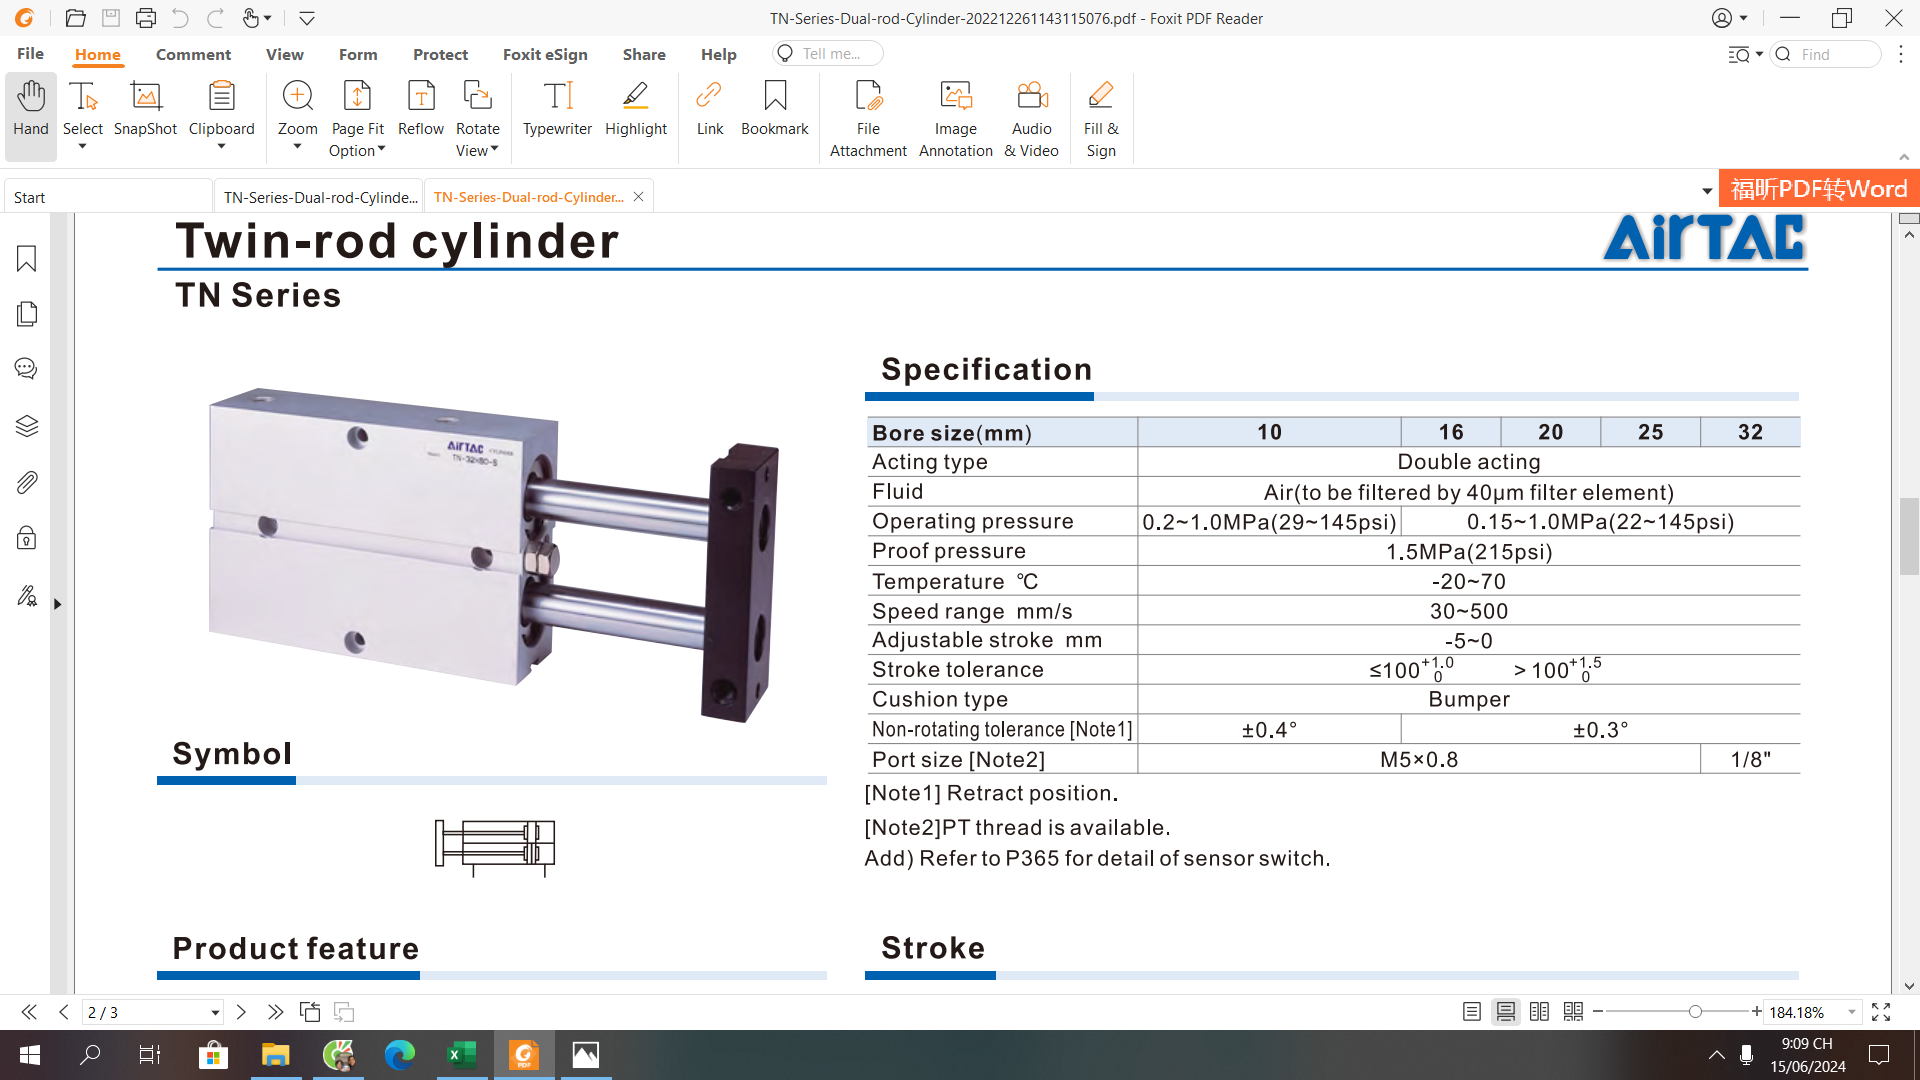 TN-Series-Dual-rod-Cylinder-202212261143115076.pdf - Foxit PDF Reader
File Home Comment View Form Protect Foxit eSign Share Help Tell me... Find
Hand Select SnapShot Clipboard Zoom Page Fit Option Reflow Rotate View Typewriter Highlight Link Bookmark File Attachment Image Annotation Audio & Video Fill & Sign
Start TN-Series-Dual-rod-Cylinde... TN-Series-Dual-rod-Cylinder... 福昕PDF转Word
Twin-rod cylinder AirTAC
TN Series
AirTAC CYLINDER
TN-32×80-S
Symbol
Product feature
Specification
Bore size(mm) 10 16 20 25 32
Acting type Double acting
Fluid Air(to be filtered by 40μm filter element)
Operating pressure 0.2~1.0MPa(29~145psi) 0.15~1.0MPa(22~145psi)
Proof pressure 1.5MPa(215psi)
Temperature ℃ -20~70
Speed range mm/s 30~500
Adjustable stroke mm -5~0
Stroke tolerance ≤100 +1.0 0 >100 +1.5 0
Cushion type Bumper
Non-rotating tolerance [Note1] ±0.4° ±0.3°
Port size [Note2] M5×0.8 1/8"
[Note1] Retract position.
[Note2]PT thread is available.
Add) Refer to P365 for detail of sensor switch.
Stroke
2 / 3 184.18%
9:09 CH
15/06/2024